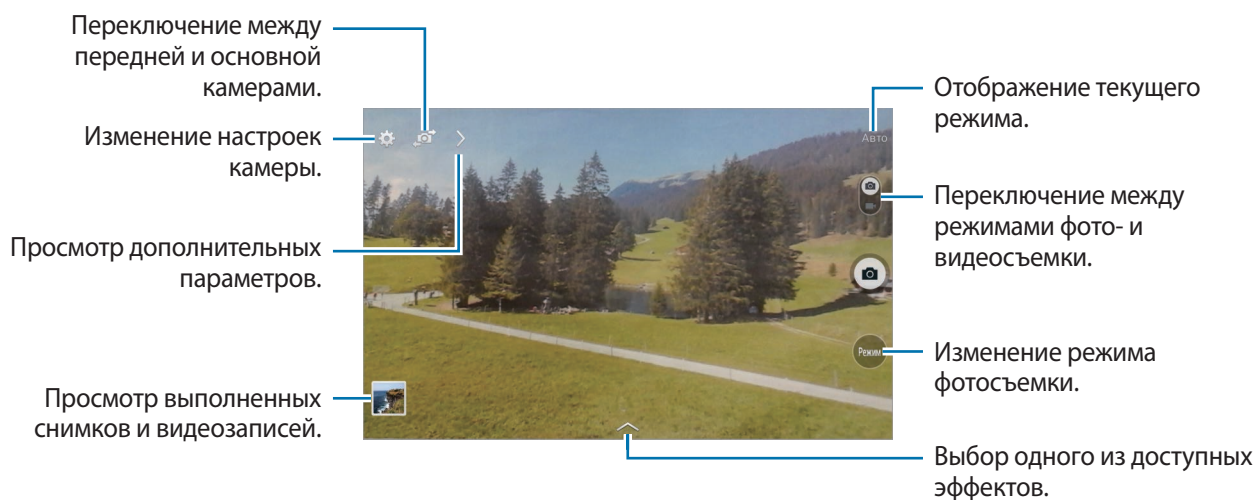 Переключение между
передней и основной
камерами.
Изменение настроек
камеры.
Просмотр дополнительных
параметров.
Просмотр выполненных
снимков и видеозаписей.
Авто
Режим
Отображение текущего
режима.
Переключение между
режимами фото- и
видеосъемки.
Изменение режима
фотосъемки.
Выбор одного из доступных
эффектов.